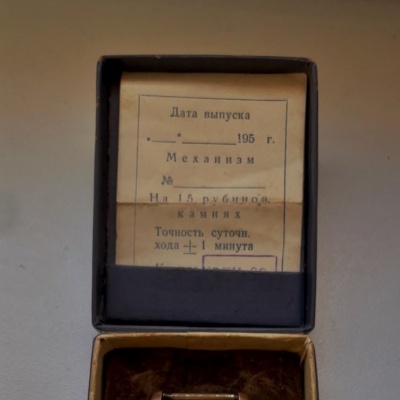 Дата выпуска
„ “ 195 г.
Механизм
№
На 15 рубинов.
камнях
Точность суточн.
хода ± 1 минута